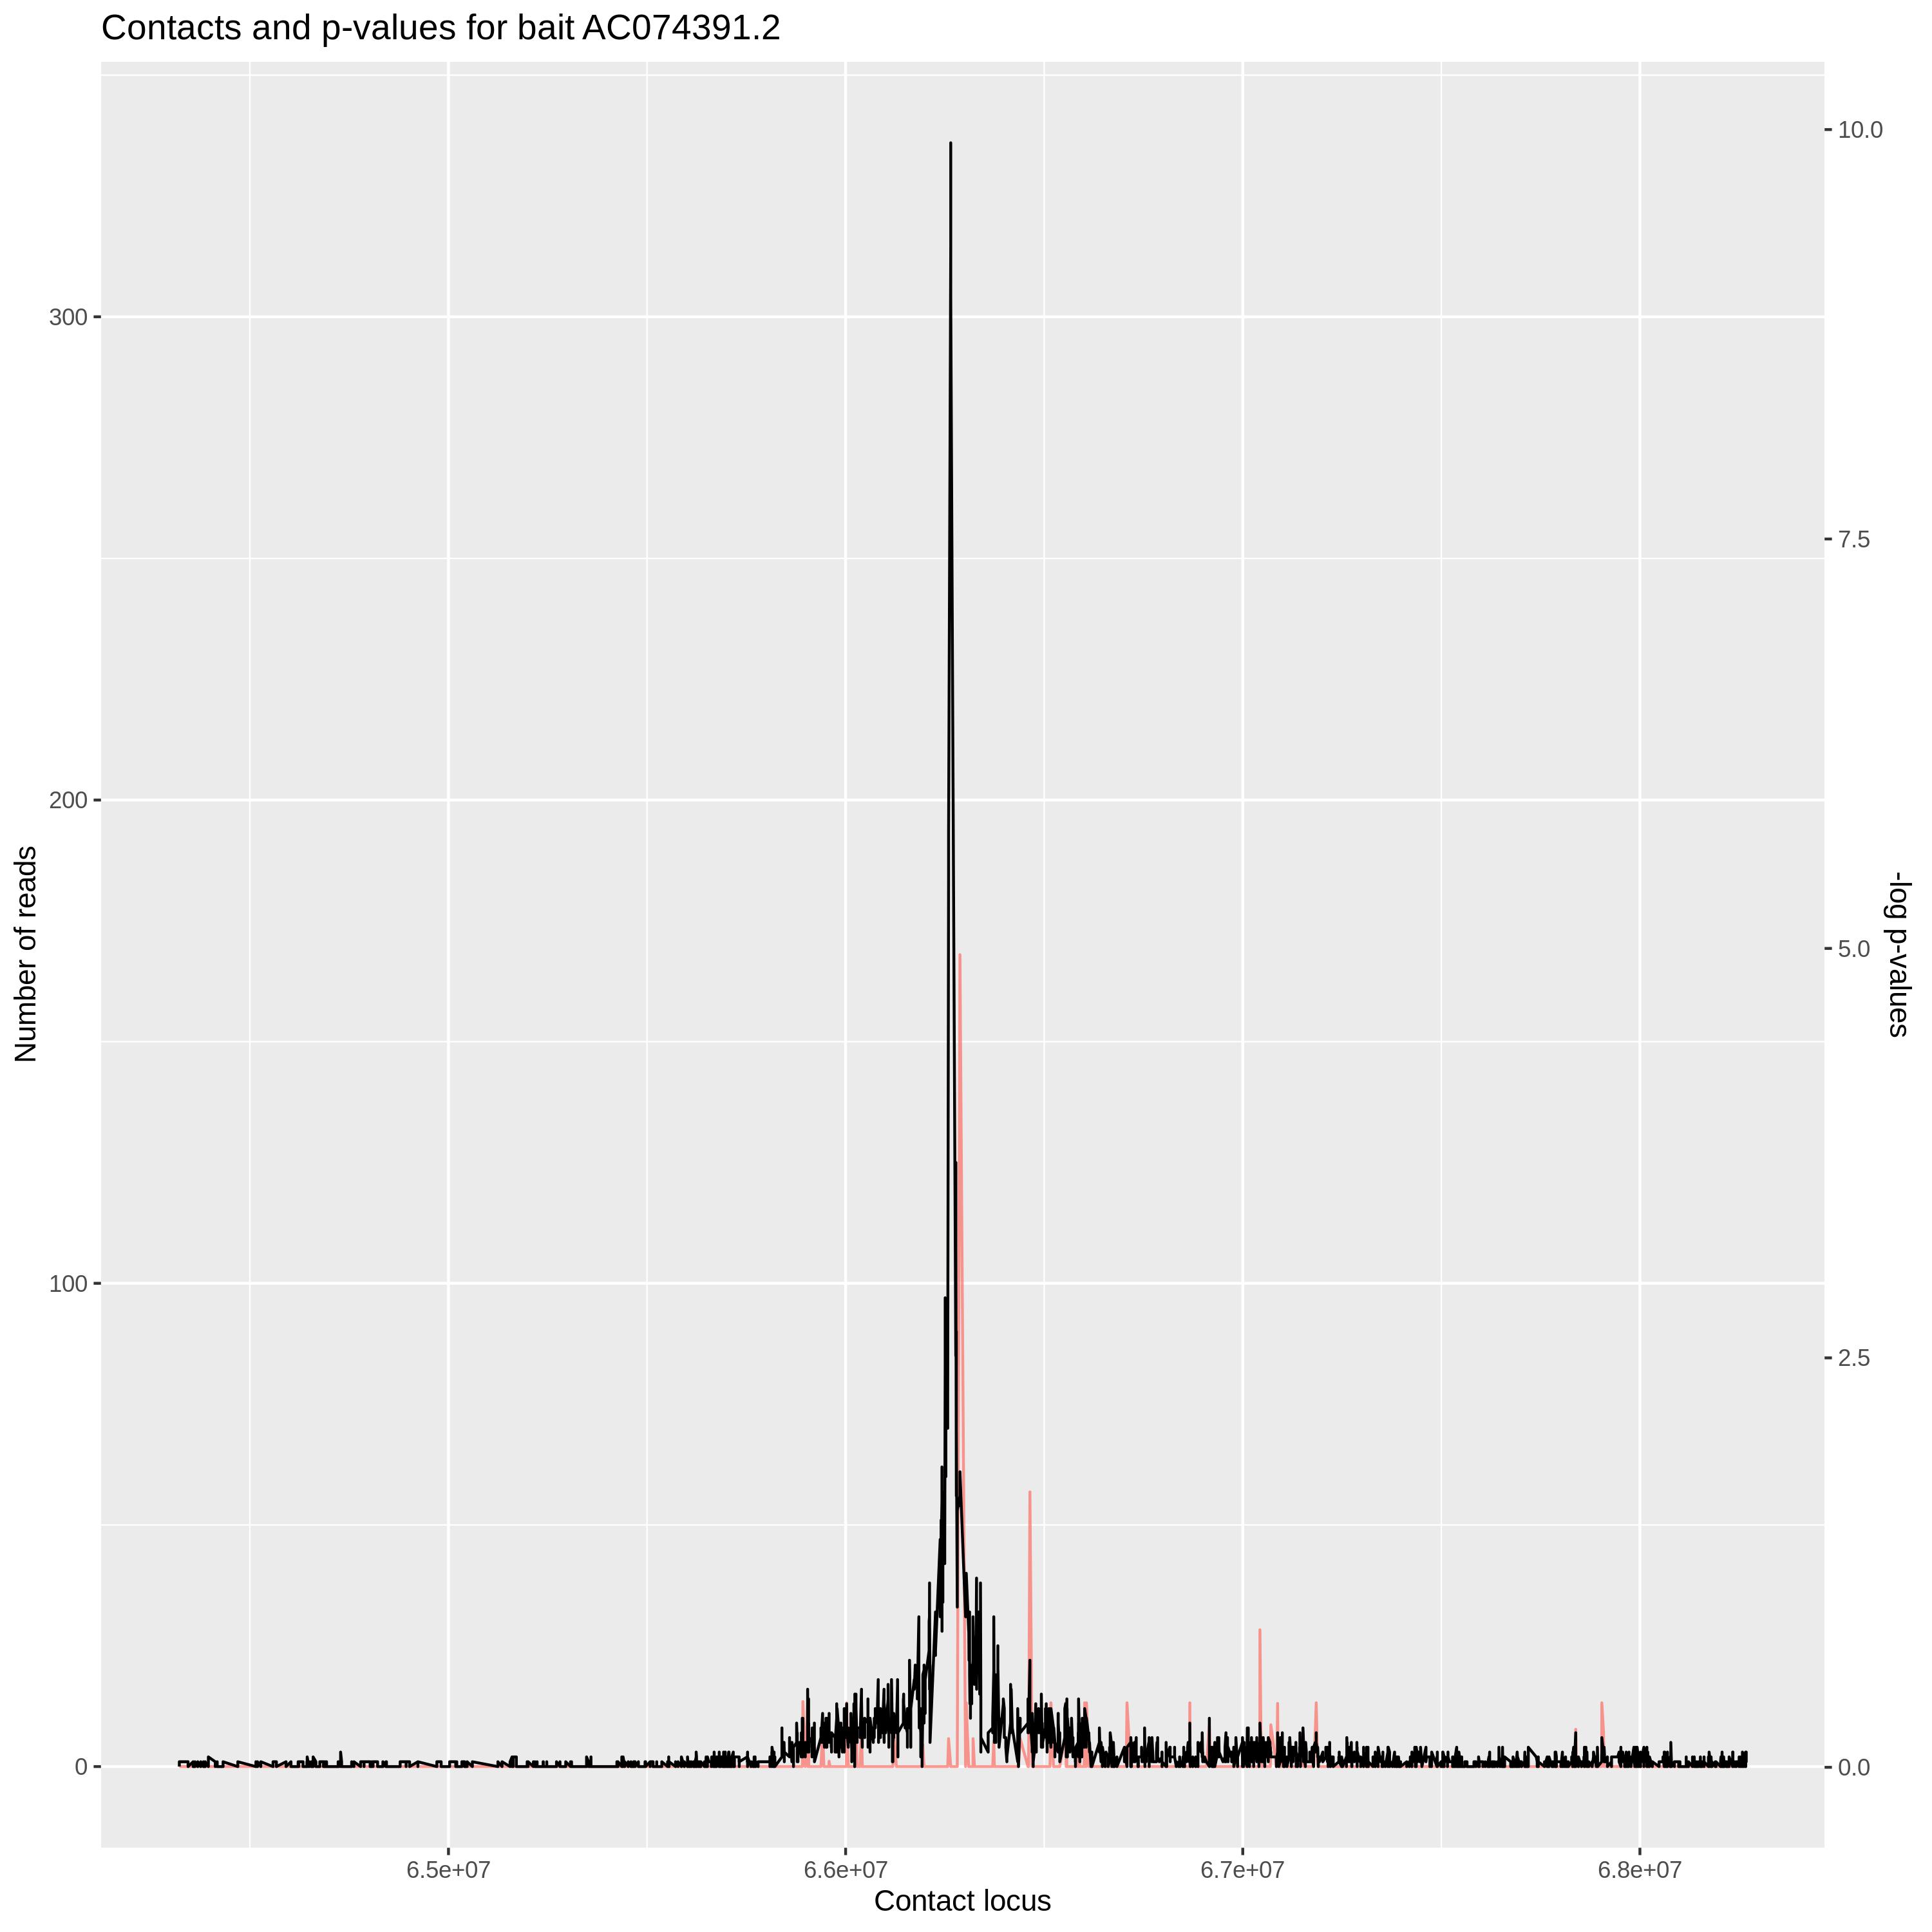 Contacts and p-values for bait AC074391.2
300
200
100
0
Number of reads
10.0
7.5
5.0
2.5
0.0
-log p-values
6.5e+07
6.6e+07
6.7e+07
6.8e+07
Contact locus